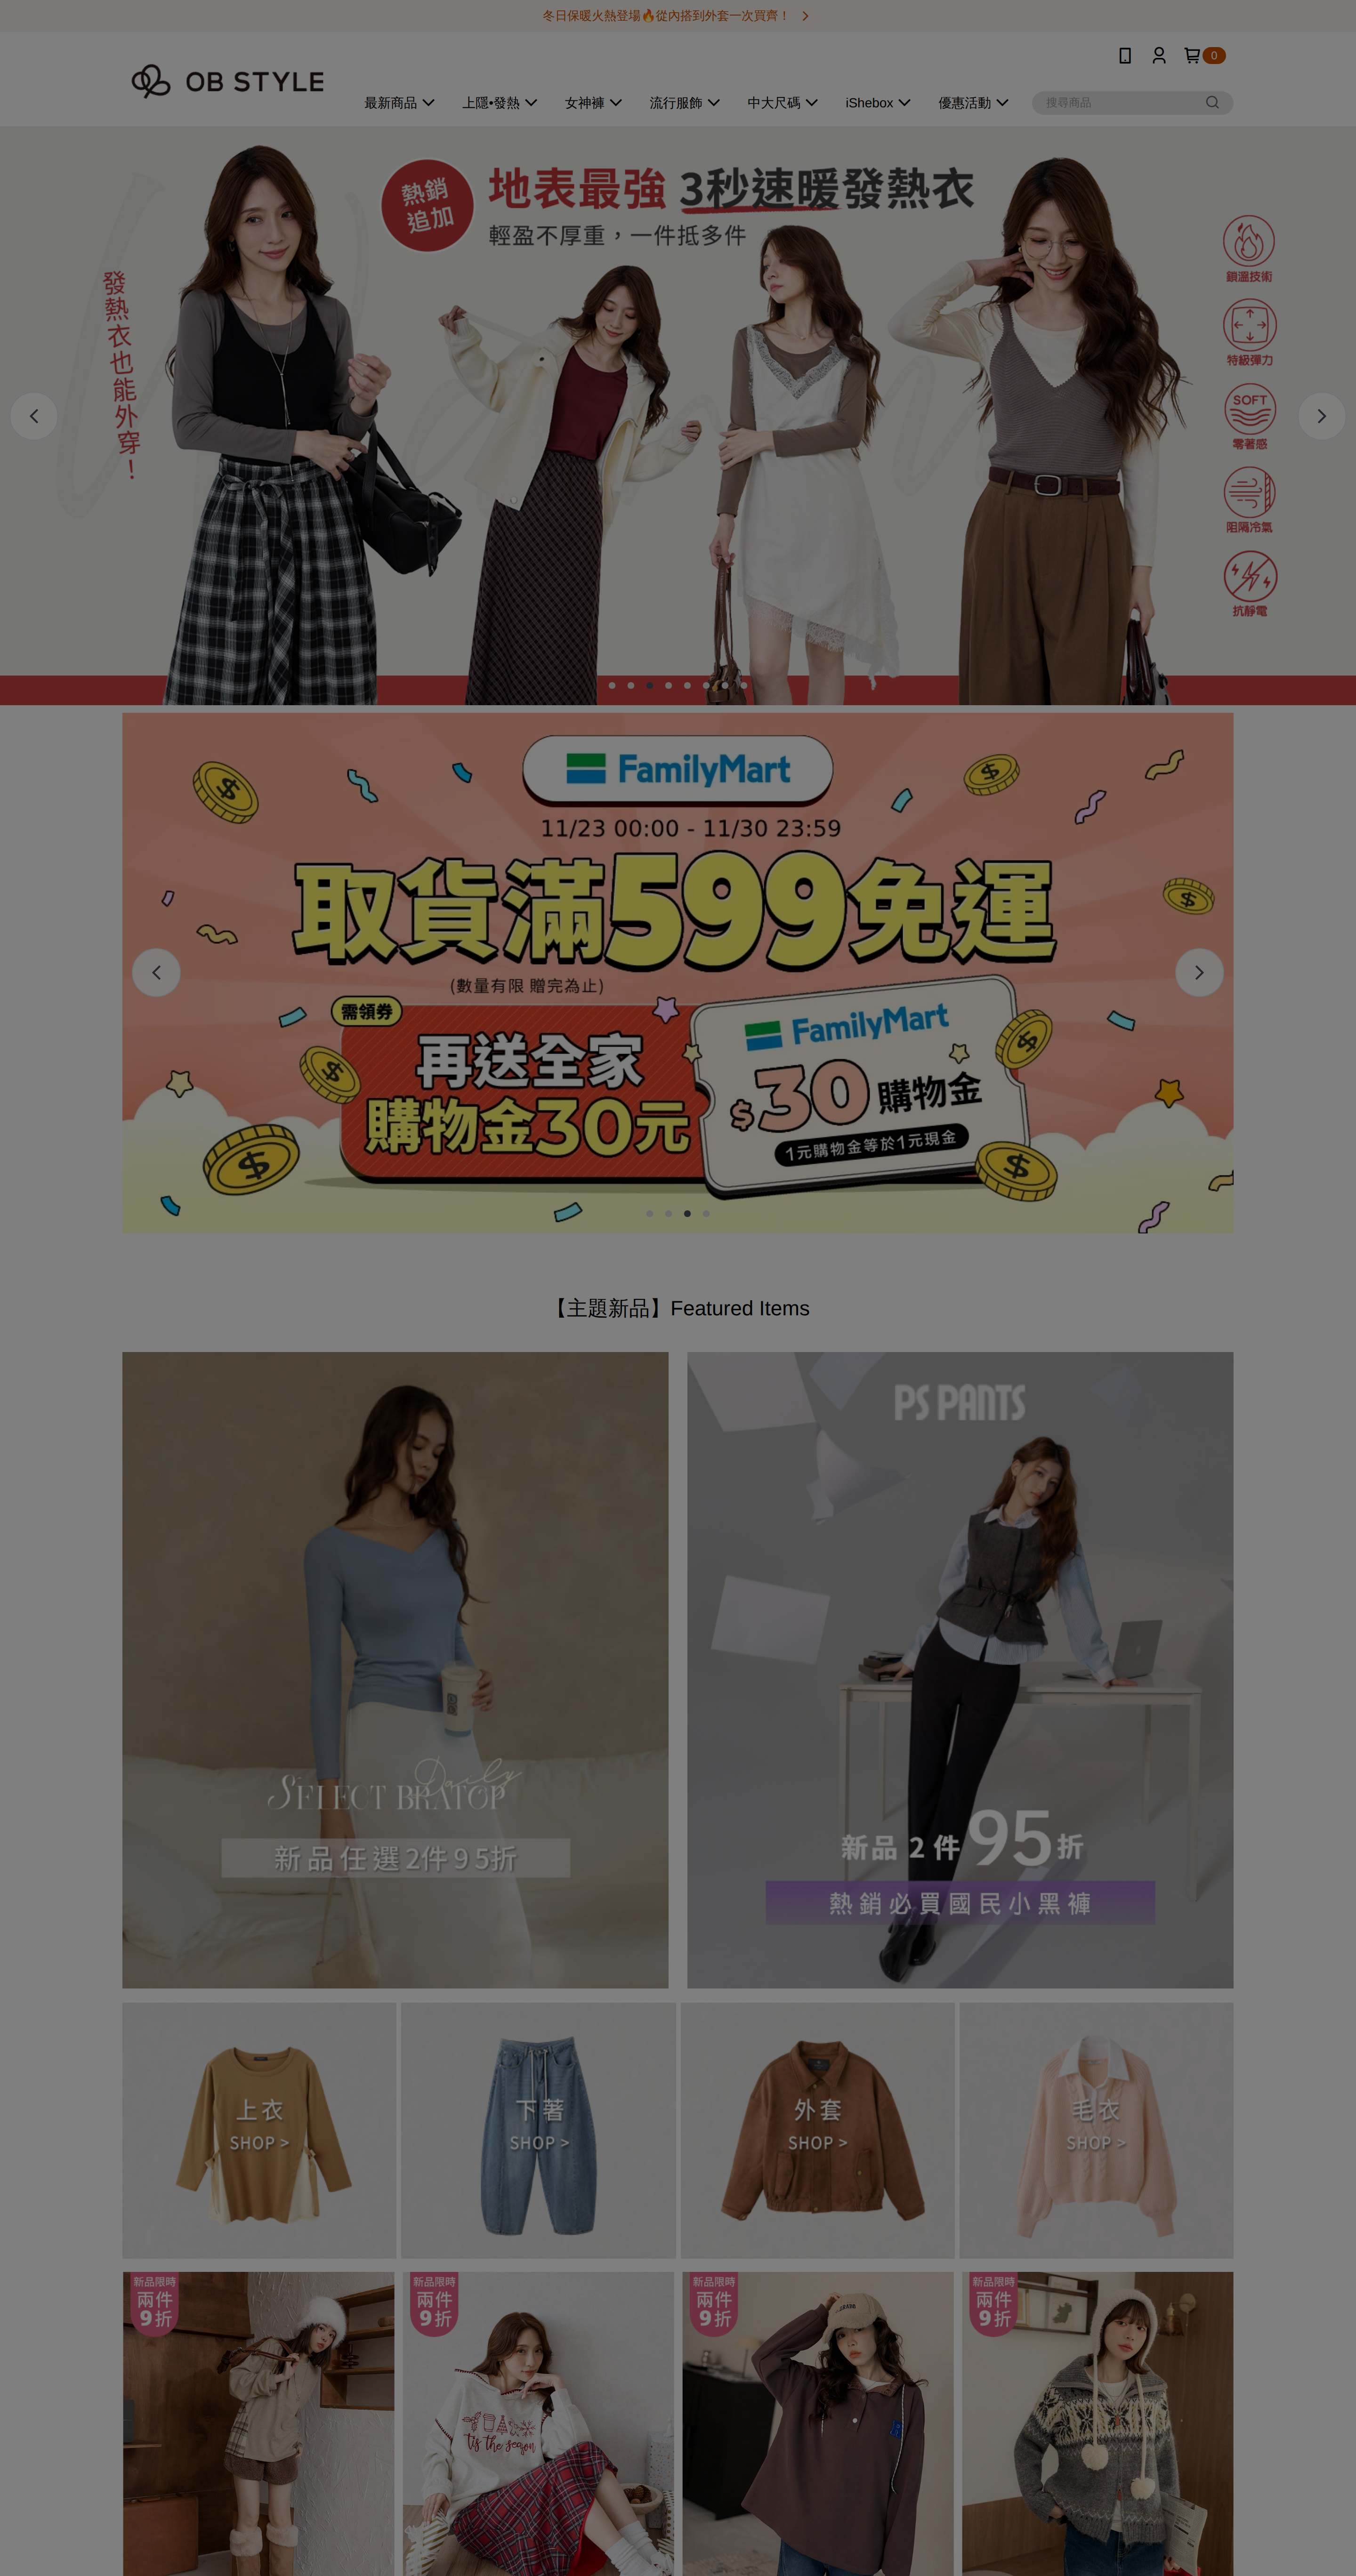 冬日保暖火熱登場🔥從內搭到外套一次買齊！
0
OB STYLE
最新商品
上隱•發熱
女神褲
流行服飾
中大尺碼
iShebox
優惠活動
搜尋商品
熱銷
追加
地表最強 3秒速暖發熱衣
輕盈不厚重，一件抵多件
發熱衣也能外穿！
鎖溫技術
特級彈力
SOFT
零著感
阻隔冷氣
抗靜電
FamilyMart
11/23 00:00 - 11/30 23:59
取貨滿599免運
(數量有限 贈完為止)
需領券
再送全家
購物金30元
FamilyMart
$30購物金
1元購物金等於1元現金
【主題新品】Featured Items
Daily
SELECT BRATOP
新品任選2件95折
PS PANTS
新品 2 件 95折
熱銷必買國民小黑褲
上衣
SHOP >
下著
SHOP >
外套
SHOP >
毛衣
SHOP >
新品限時
兩件
9折
新品限時
兩件
9折
'tis the season
新品限時
兩件
9折
新品限時
兩件
9折